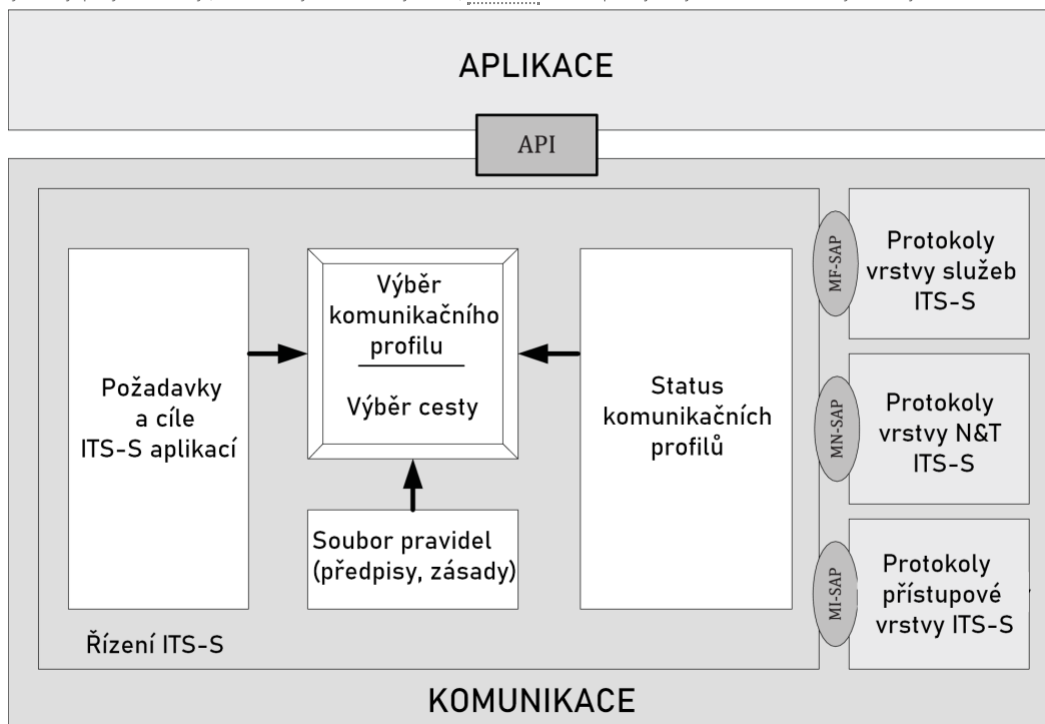 APLIKACE
API
Výběr
komunikačního
profilu
Výběr cesty
Požadavky
a cíle
ITS-S aplikací
Status
komunikačních
profilů
Soubor pravidel
(předpisy, zásady)
Řízení ITS-S
MF-SAP
Protokoly
vrstvy služeb
ITS-S
MN-SAP
Protokoly
vrstvy N&T
ITS-S
MI-SAP
Protokoly
přístupové
vrstvy ITS-S
KOMUNIKACE